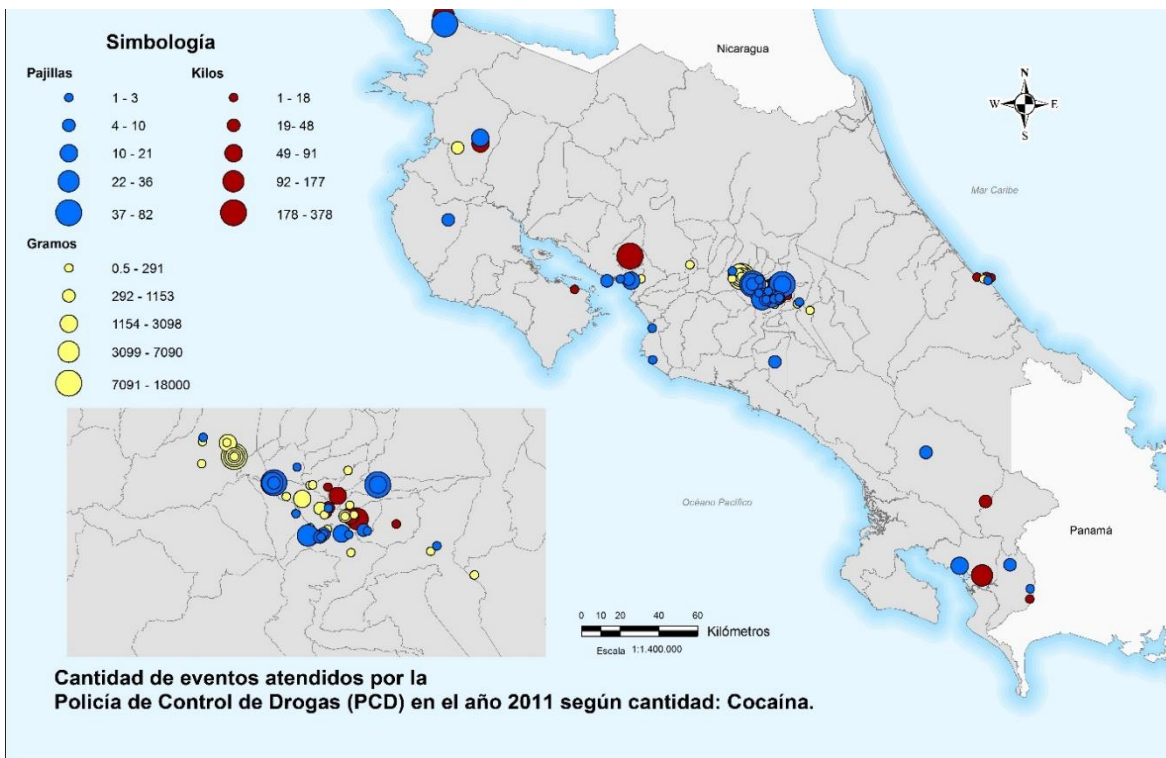 Simbología
Pajillas
1 - 3
4 - 10
10 - 21
22 - 36
37 - 82
Kilos
1 - 18
19 - 48
49 - 91
92 - 177
178 - 378
Gramos
0.5 - 291
292 - 1153
1154 - 3098
3099 - 7090
7091 - 18000
Nicaragua
N
W
E
S
Mar Caribe
Océano Pacífico
Panamá
0 10 20 40 60
Kilómetros
Escala 1:1.400.000
Cantidad de eventos atendidos por la
Policía de Control de Drogas (PCD) en el año 2011 según cantidad: Cocaína.